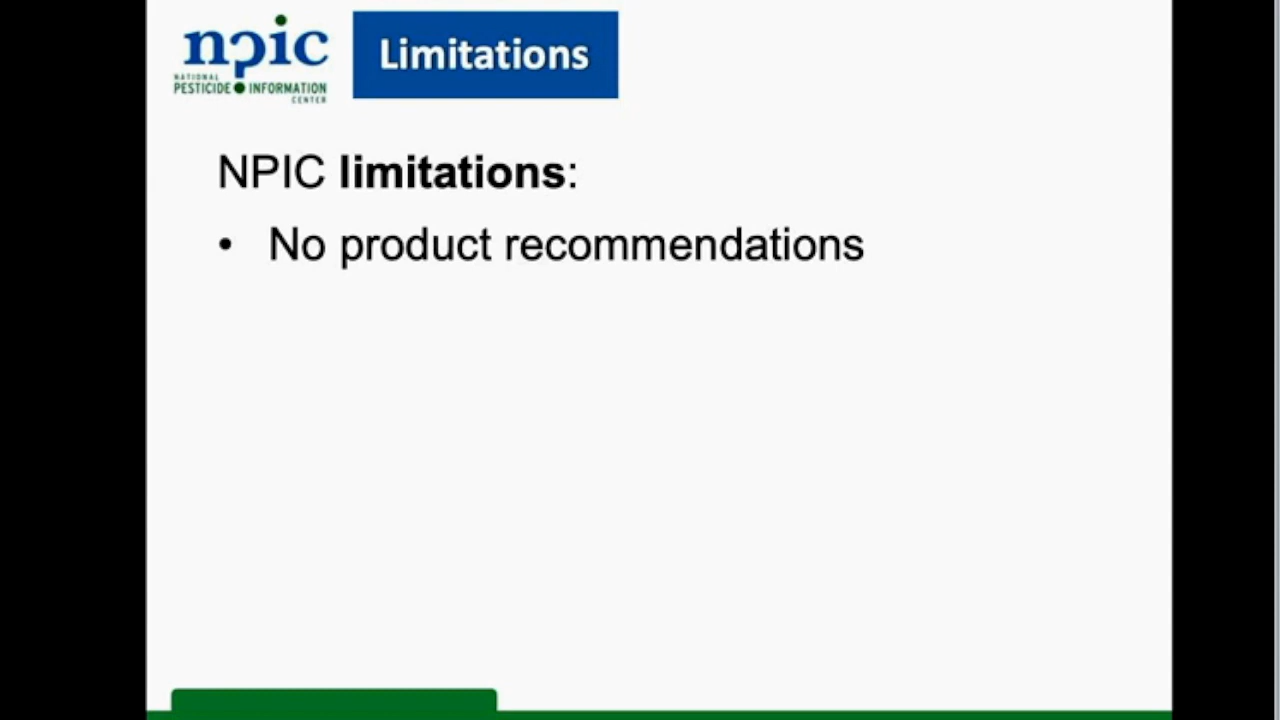 npic
NATIONAL
PESTICIDE INFORMATION
CENTER
Limitations
NPIC limitations:
• No product recommendations